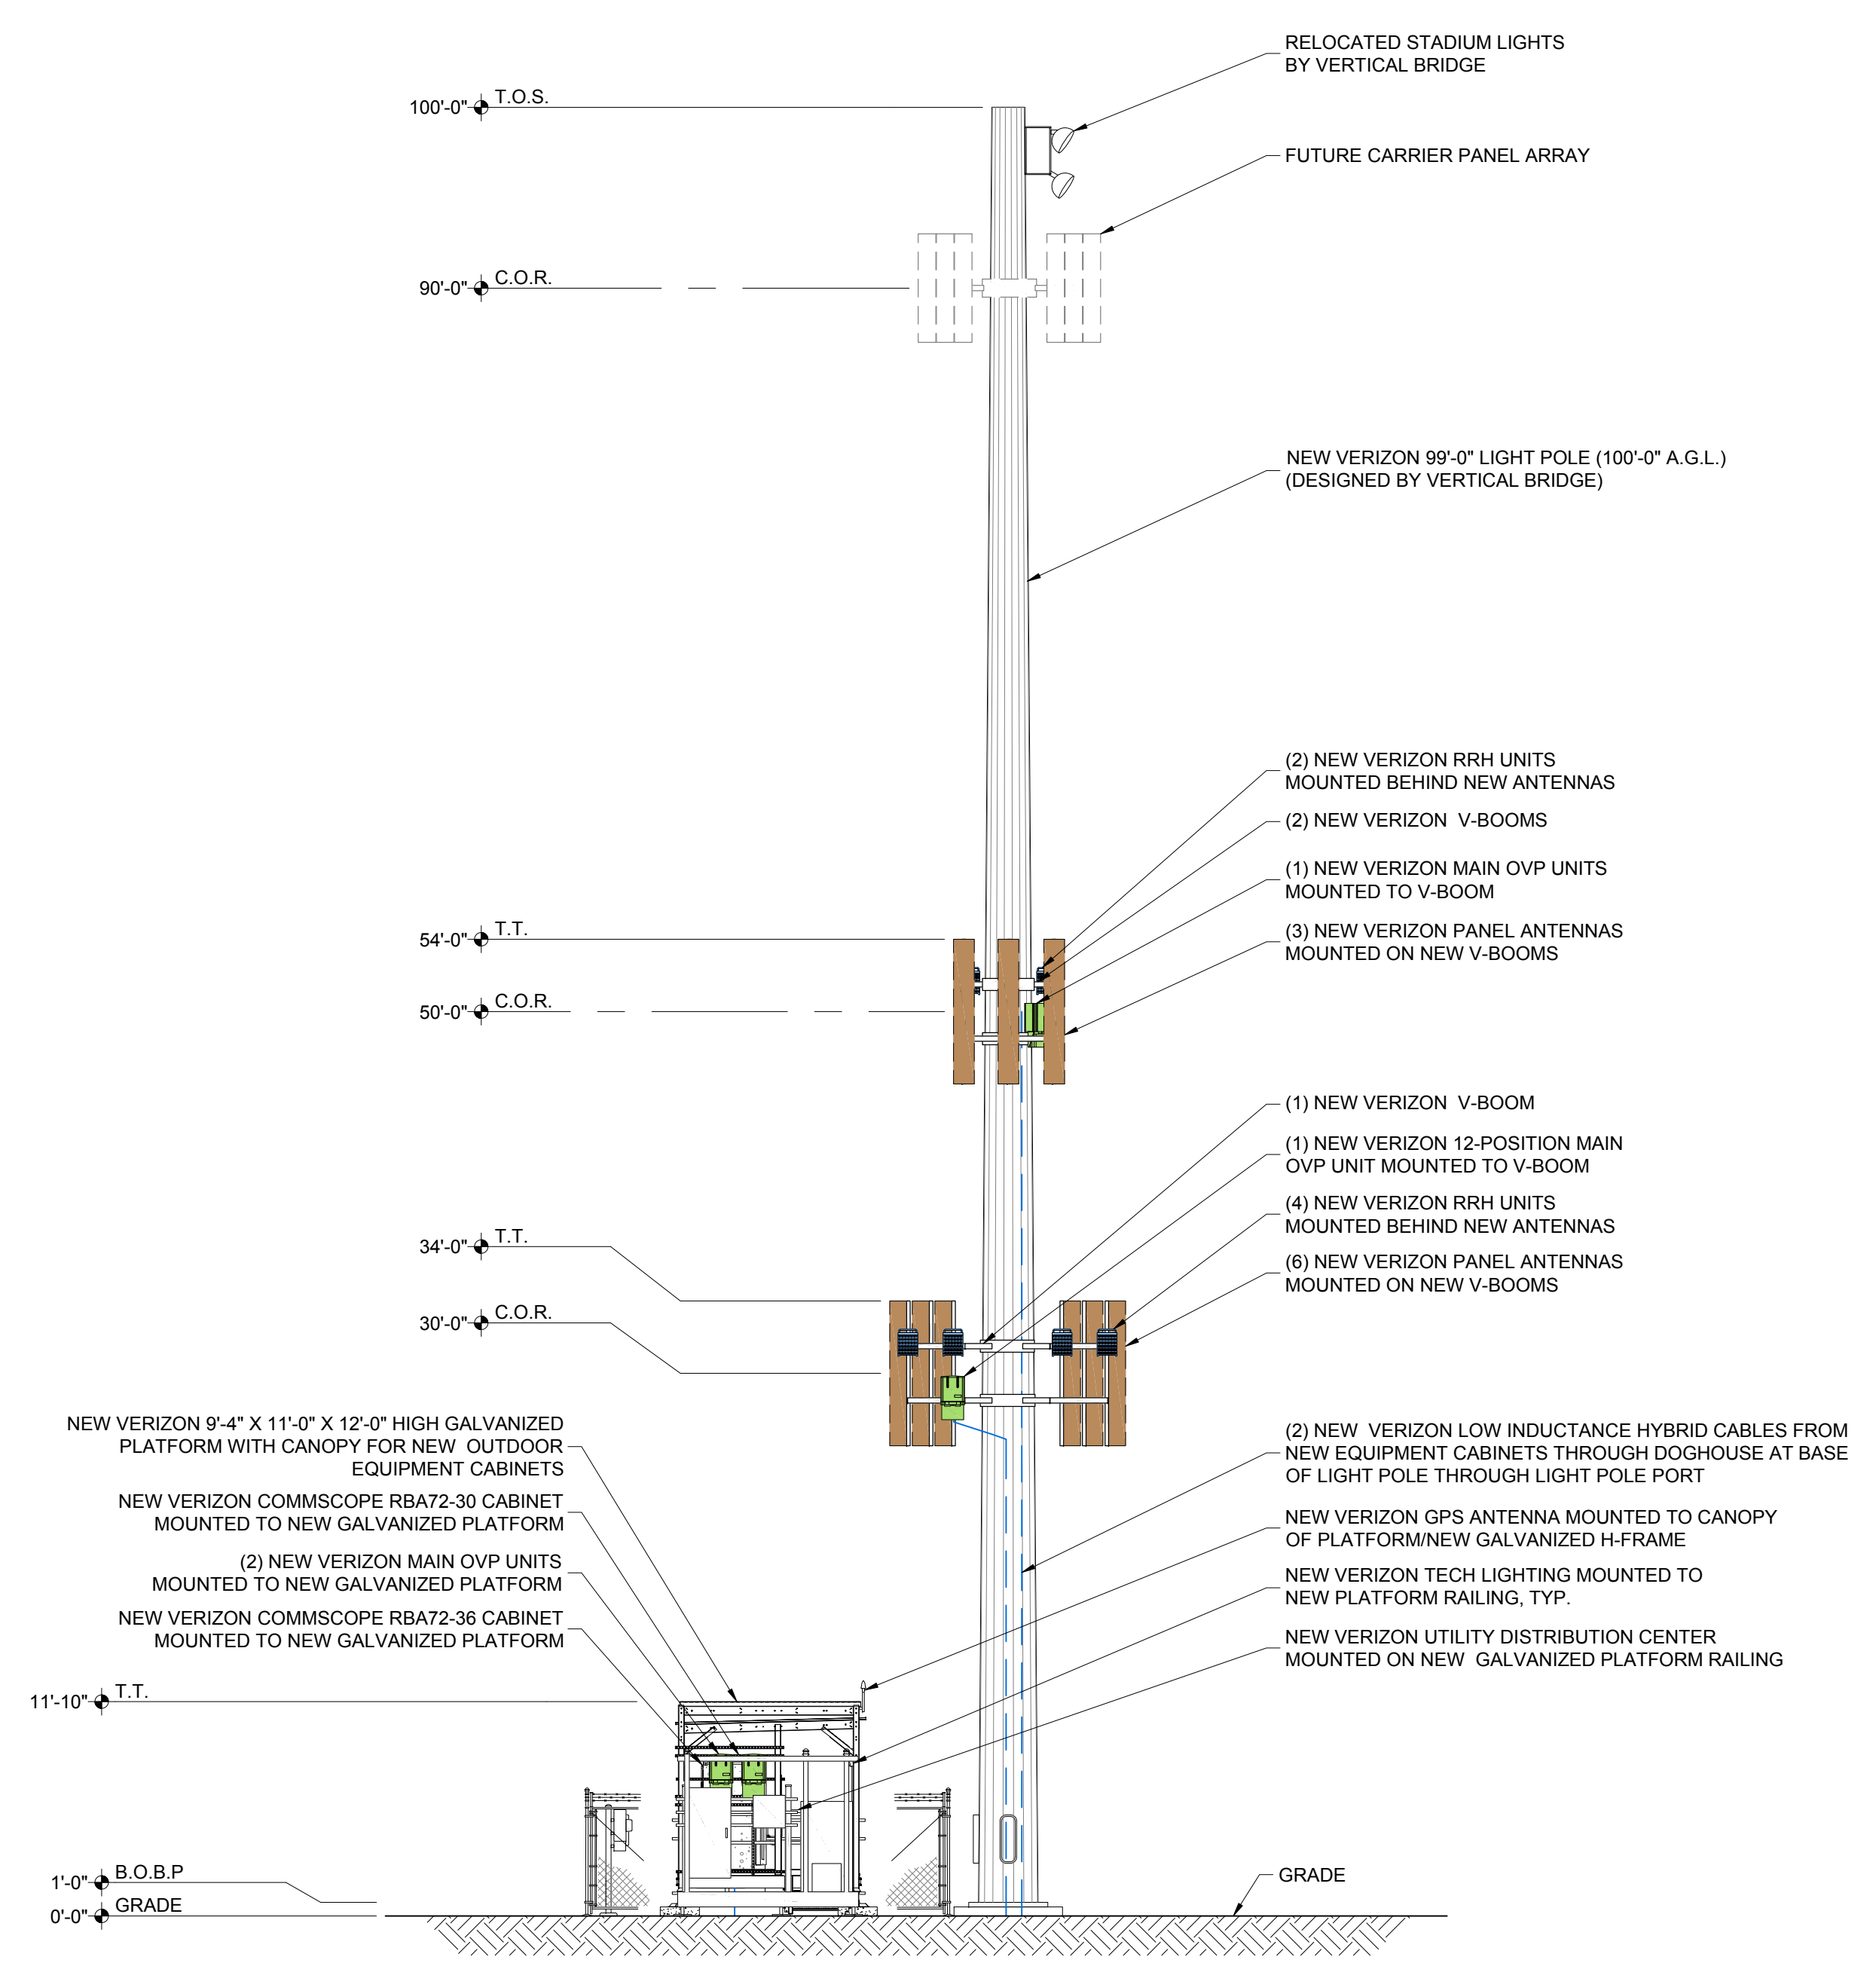 RELOCATED STADIUM LIGHTS
BY VERTICAL BRIDGE
100'-0" T.O.S.
FUTURE CARRIER PANEL ARRAY
90'-0" C.O.R.
NEW VERIZON 99'-0" LIGHT POLE (100'-0" A.G.L.)
(DESIGNED BY VERTICAL BRIDGE)
(2) NEW VERIZON RRH UNITS
MOUNTED BEHIND NEW ANTENNAS
(2) NEW VERIZON V-BOOMS
(1) NEW VERIZON MAIN OVP UNITS
MOUNTED TO V-BOOM
54'-0" T.T.
(3) NEW VERIZON PANEL ANTENNAS
MOUNTED ON NEW V-BOOMS
50'-0" C.O.R.
(1) NEW VERIZON V-BOOM
(1) NEW VERIZON 12-POSITION MAIN
OVP UNIT MOUNTED TO V-BOOM
(4) NEW VERIZON RRH UNITS
MOUNTED BEHIND NEW ANTENNAS
34'-0" T.T.
(6) NEW VERIZON PANEL ANTENNAS
MOUNTED ON NEW V-BOOMS
30'-0" C.O.R.
NEW VERIZON 9'-4" X 11'-0" X 12'-0" HIGH GALVANIZED
PLATFORM WITH CANOPY FOR NEW OUTDOOR
EQUIPMENT CABINETS
(2) NEW VERIZON LOW INDUCTANCE HYBRID CABLES FROM
NEW EQUIPMENT CABINETS THROUGH DOGHOUSE AT BASE
OF LIGHT POLE THROUGH LIGHT POLE PORT
NEW VERIZON COMMSCOPE RBA72-30 CABINET
MOUNTED TO NEW GALVANIZED PLATFORM
NEW VERIZON GPS ANTENNA MOUNTED TO CANOPY
OF PLATFORM/NEW GALVANIZED H-FRAME
(2) NEW VERIZON MAIN OVP UNITS
MOUNTED TO NEW GALVANIZED PLATFORM
NEW VERIZON TECH LIGHTING MOUNTED TO
NEW PLATFORM RAILING, TYP.
NEW VERIZON COMMSCOPE RBA72-36 CABINET
MOUNTED TO NEW GALVANIZED PLATFORM
NEW VERIZON UTILITY DISTRIBUTION CENTER
MOUNTED ON NEW GALVANIZED PLATFORM RAILING
11'-10" T.T.
1'-0" B.O.B.P
0'-0" GRADE
GRADE